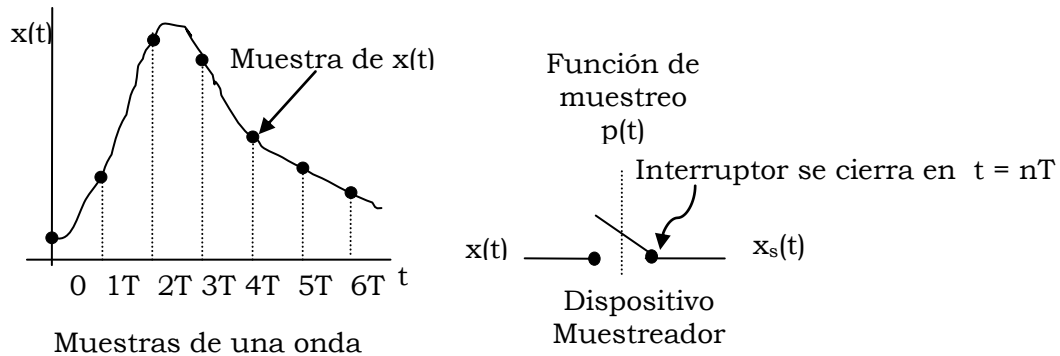 x(t)
Muestra de x(t)
0 1T 2T 3T 4T 5T 6T t
Muestras de una onda
Función de
muestreo
p(t)
Interruptor se cierra en t = nT
x(t)
xₛ(t)
Dispositivo
Muestreador